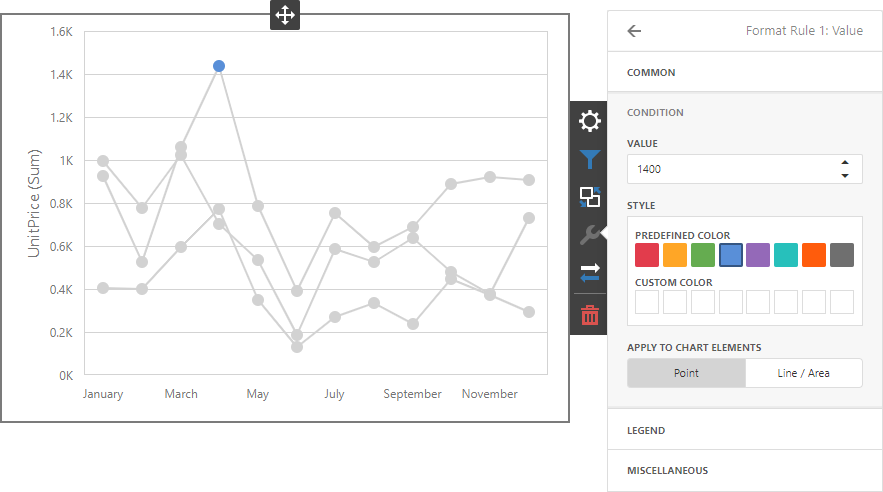 1.6K
1.4K
1.2K
1K
0.8K
0.6K
0.4K
0.2K
0K
UnitPrice (Sum)
January March May July September November
Format Rule 1: Value
COMMON
CONDITION
VALUE
1400
STYLE
PREDEFINED COLOR
CUSTOM COLOR
APPLY TO CHART ELEMENTS
Point Line / Area
LEGEND
MISCELLANEOUS